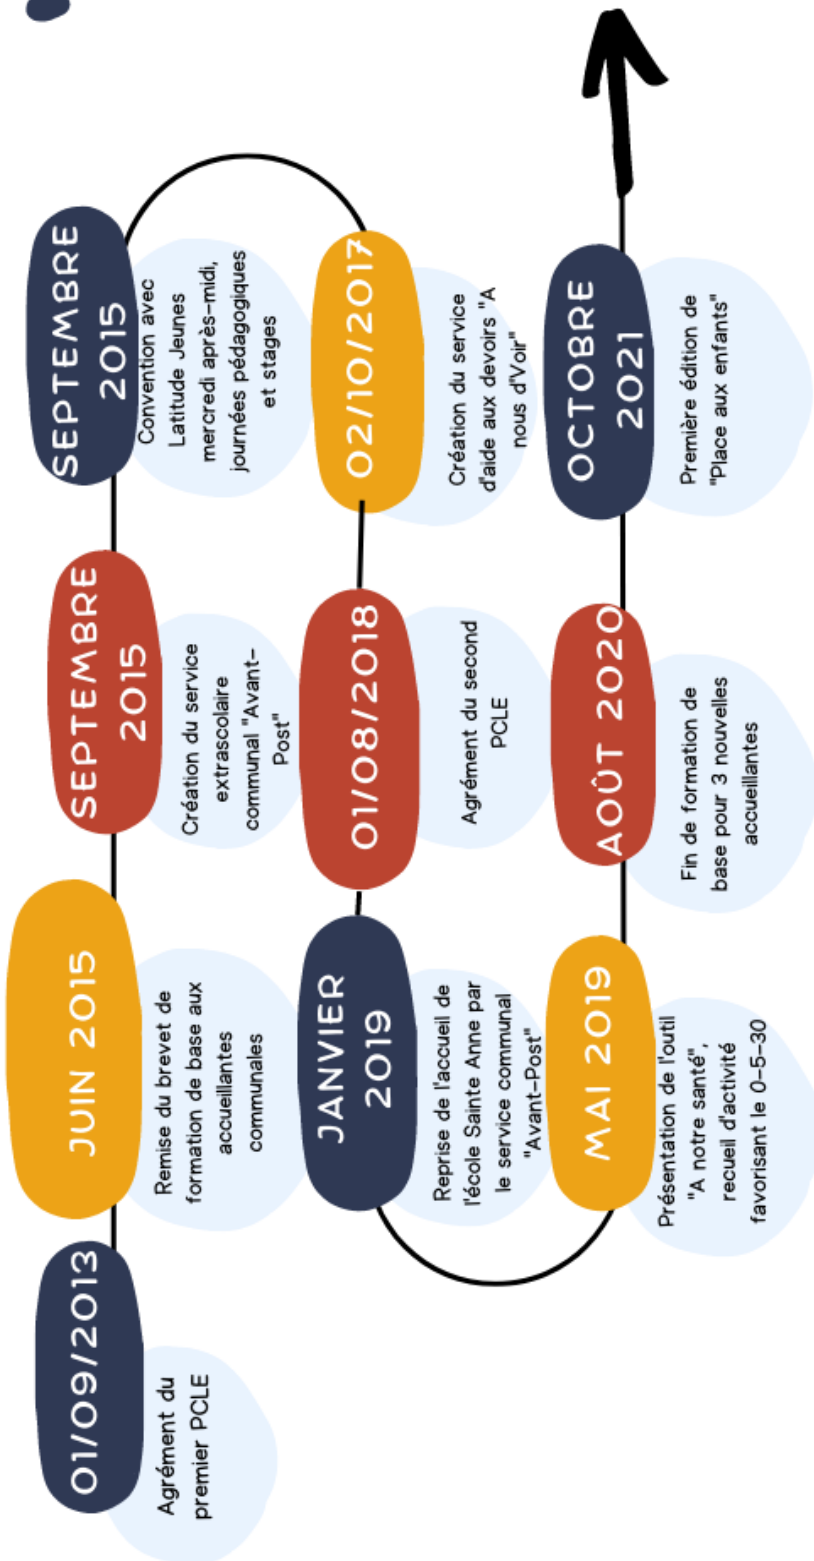 01/09/2013
Agrément du
premier PCLE
JUIN 2015
Remise du brevet de
formation de base aux
accueillantes
communales
SEPTEMBRE
2015
Création du service
extrascolaire
communal "Avant-
Post"
SEPTEMBRE
2015
Convention avec
Latitude Jeunes
mercredi après-midi,
journées pédagogiques
et stages
02/10/2017
Création du service
d'aide aux devoirs "A
nous d'Voir"
01/08/2018
Agrément du second
PCLE
JANVIER
2019
Reprise de l'accueil de
l'école Sainte Anne par
le service communal
"Avant-Post"
MAI 2019
Présentation de l'outil
"A notre santé",
recueil d'activité
favorisant le 0-5-30
AOÛT 2020
Fin de formation de
base pour 3 nouvelles
accueillantes
OCTOBRE
2021
Première édition de
"Place aux enfants"